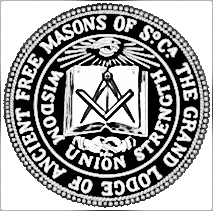 THE GRAND LODGE OF ANCIENT FREE MASONS OF So. Ca.
WISDOM UNION STRENGTH